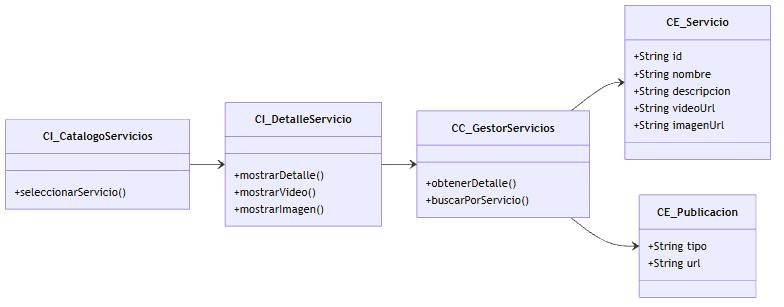 CI_CatalogoServicios
+seleccionarServicio()
CI_DetalleServicio
+mostrarDetalle()
+mostrarVideo()
+mostrarImagen()
CC_GestorServicios
+obtenerDetalle()
+buscarPorServicio()
CE_Servicio
+String id
+String nombre
+String descripcion
+String videoUrl
+String imagenUrl
CE_Publicacion
+String tipo
+String url